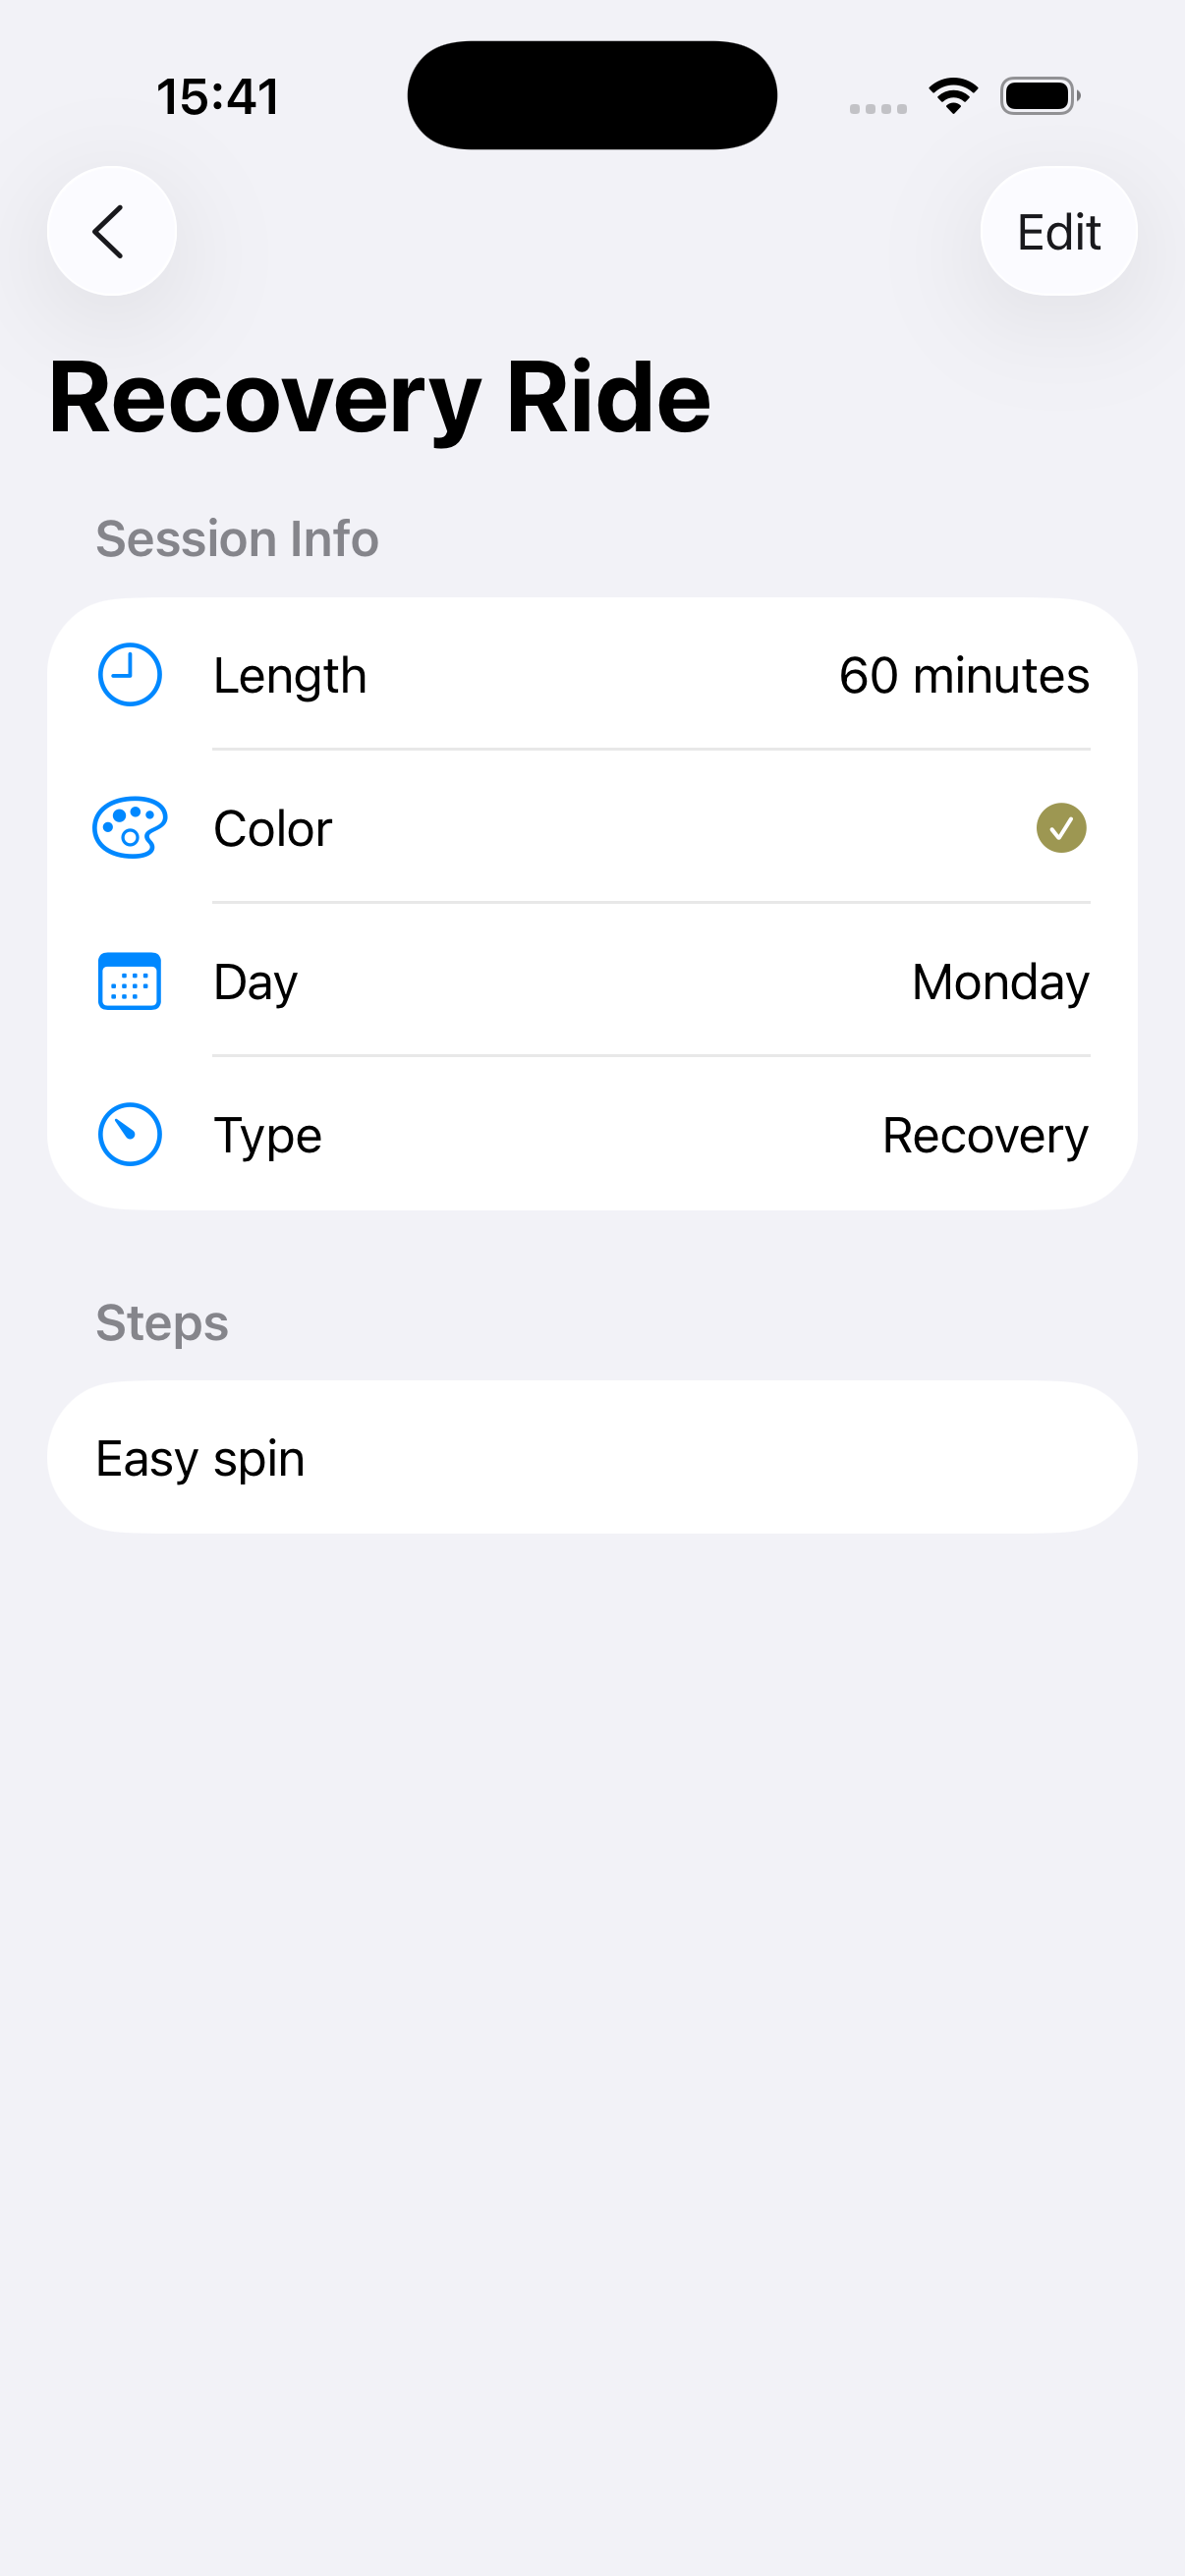 15:41
Edit
Recovery Ride
Session Info
Length 60 minutes
Color
Day Monday
Type Recovery
Steps
Easy spin